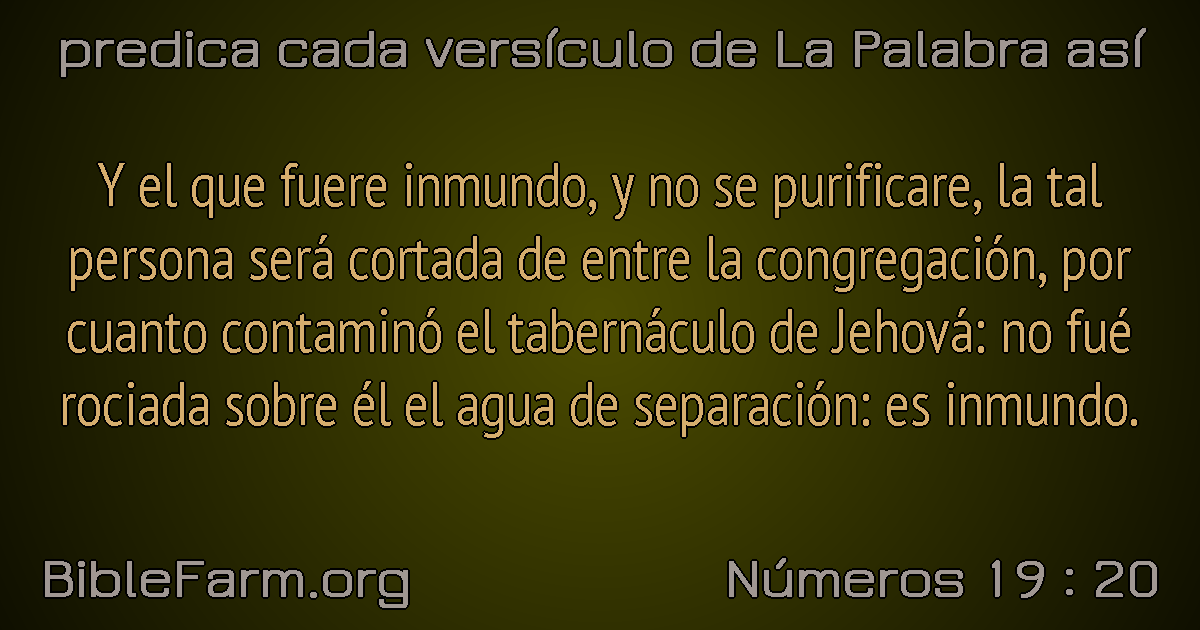 predica cada versículo de La Palabra así
Y el que fuere inmundo, y no se purificare, la tal
persona será cortada de entre la congregación, por
cuanto contaminó el tabernáculo de Jehová: no fué
rociada sobre él el agua de separación: es inmundo.
BibleFarm.org
Números 19 : 20